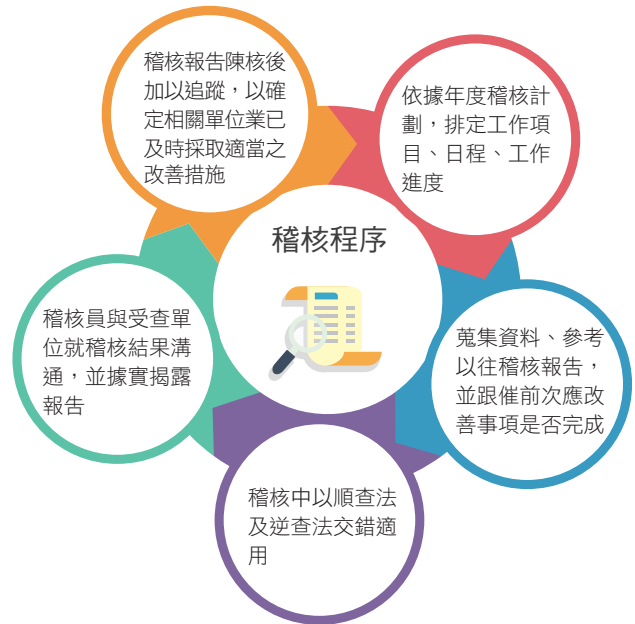 稽核程序
依據年度稽核計
劃，排定工作項
目、日程、工作
進度
蒐集資料、參考
以往稽核報告，
並跟催前次應改
善事項是否完成
稽核中以順查法
及逆查法交錯適
用
稽核員與受查單
位就稽核結果溝
通，並據實揭露
報告
稽核報告陳核後
加以追蹤，以確
定相關單位業已
及時採取適當之
改善措施